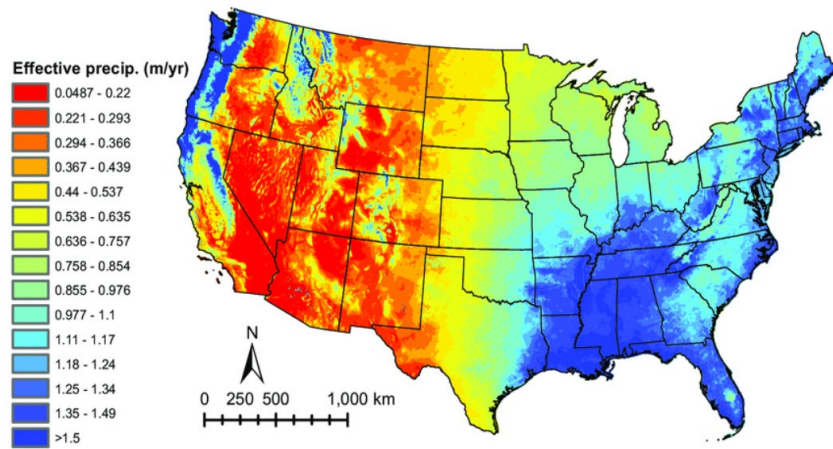 Effective precip. (m/yr)
0.0487 - 0.22
0.221 - 0.293
0.294 - 0.366
0.367 - 0.439
0.44 - 0.537
0.538 - 0.635
0.636 - 0.757
0.758 - 0.854
0.855 - 0.976
0.977 - 1.1
1.11 - 1.17
1.18 - 1.24
1.25 - 1.34
1.35 - 1.49
>1.5
N
0 250 500 1,000 km